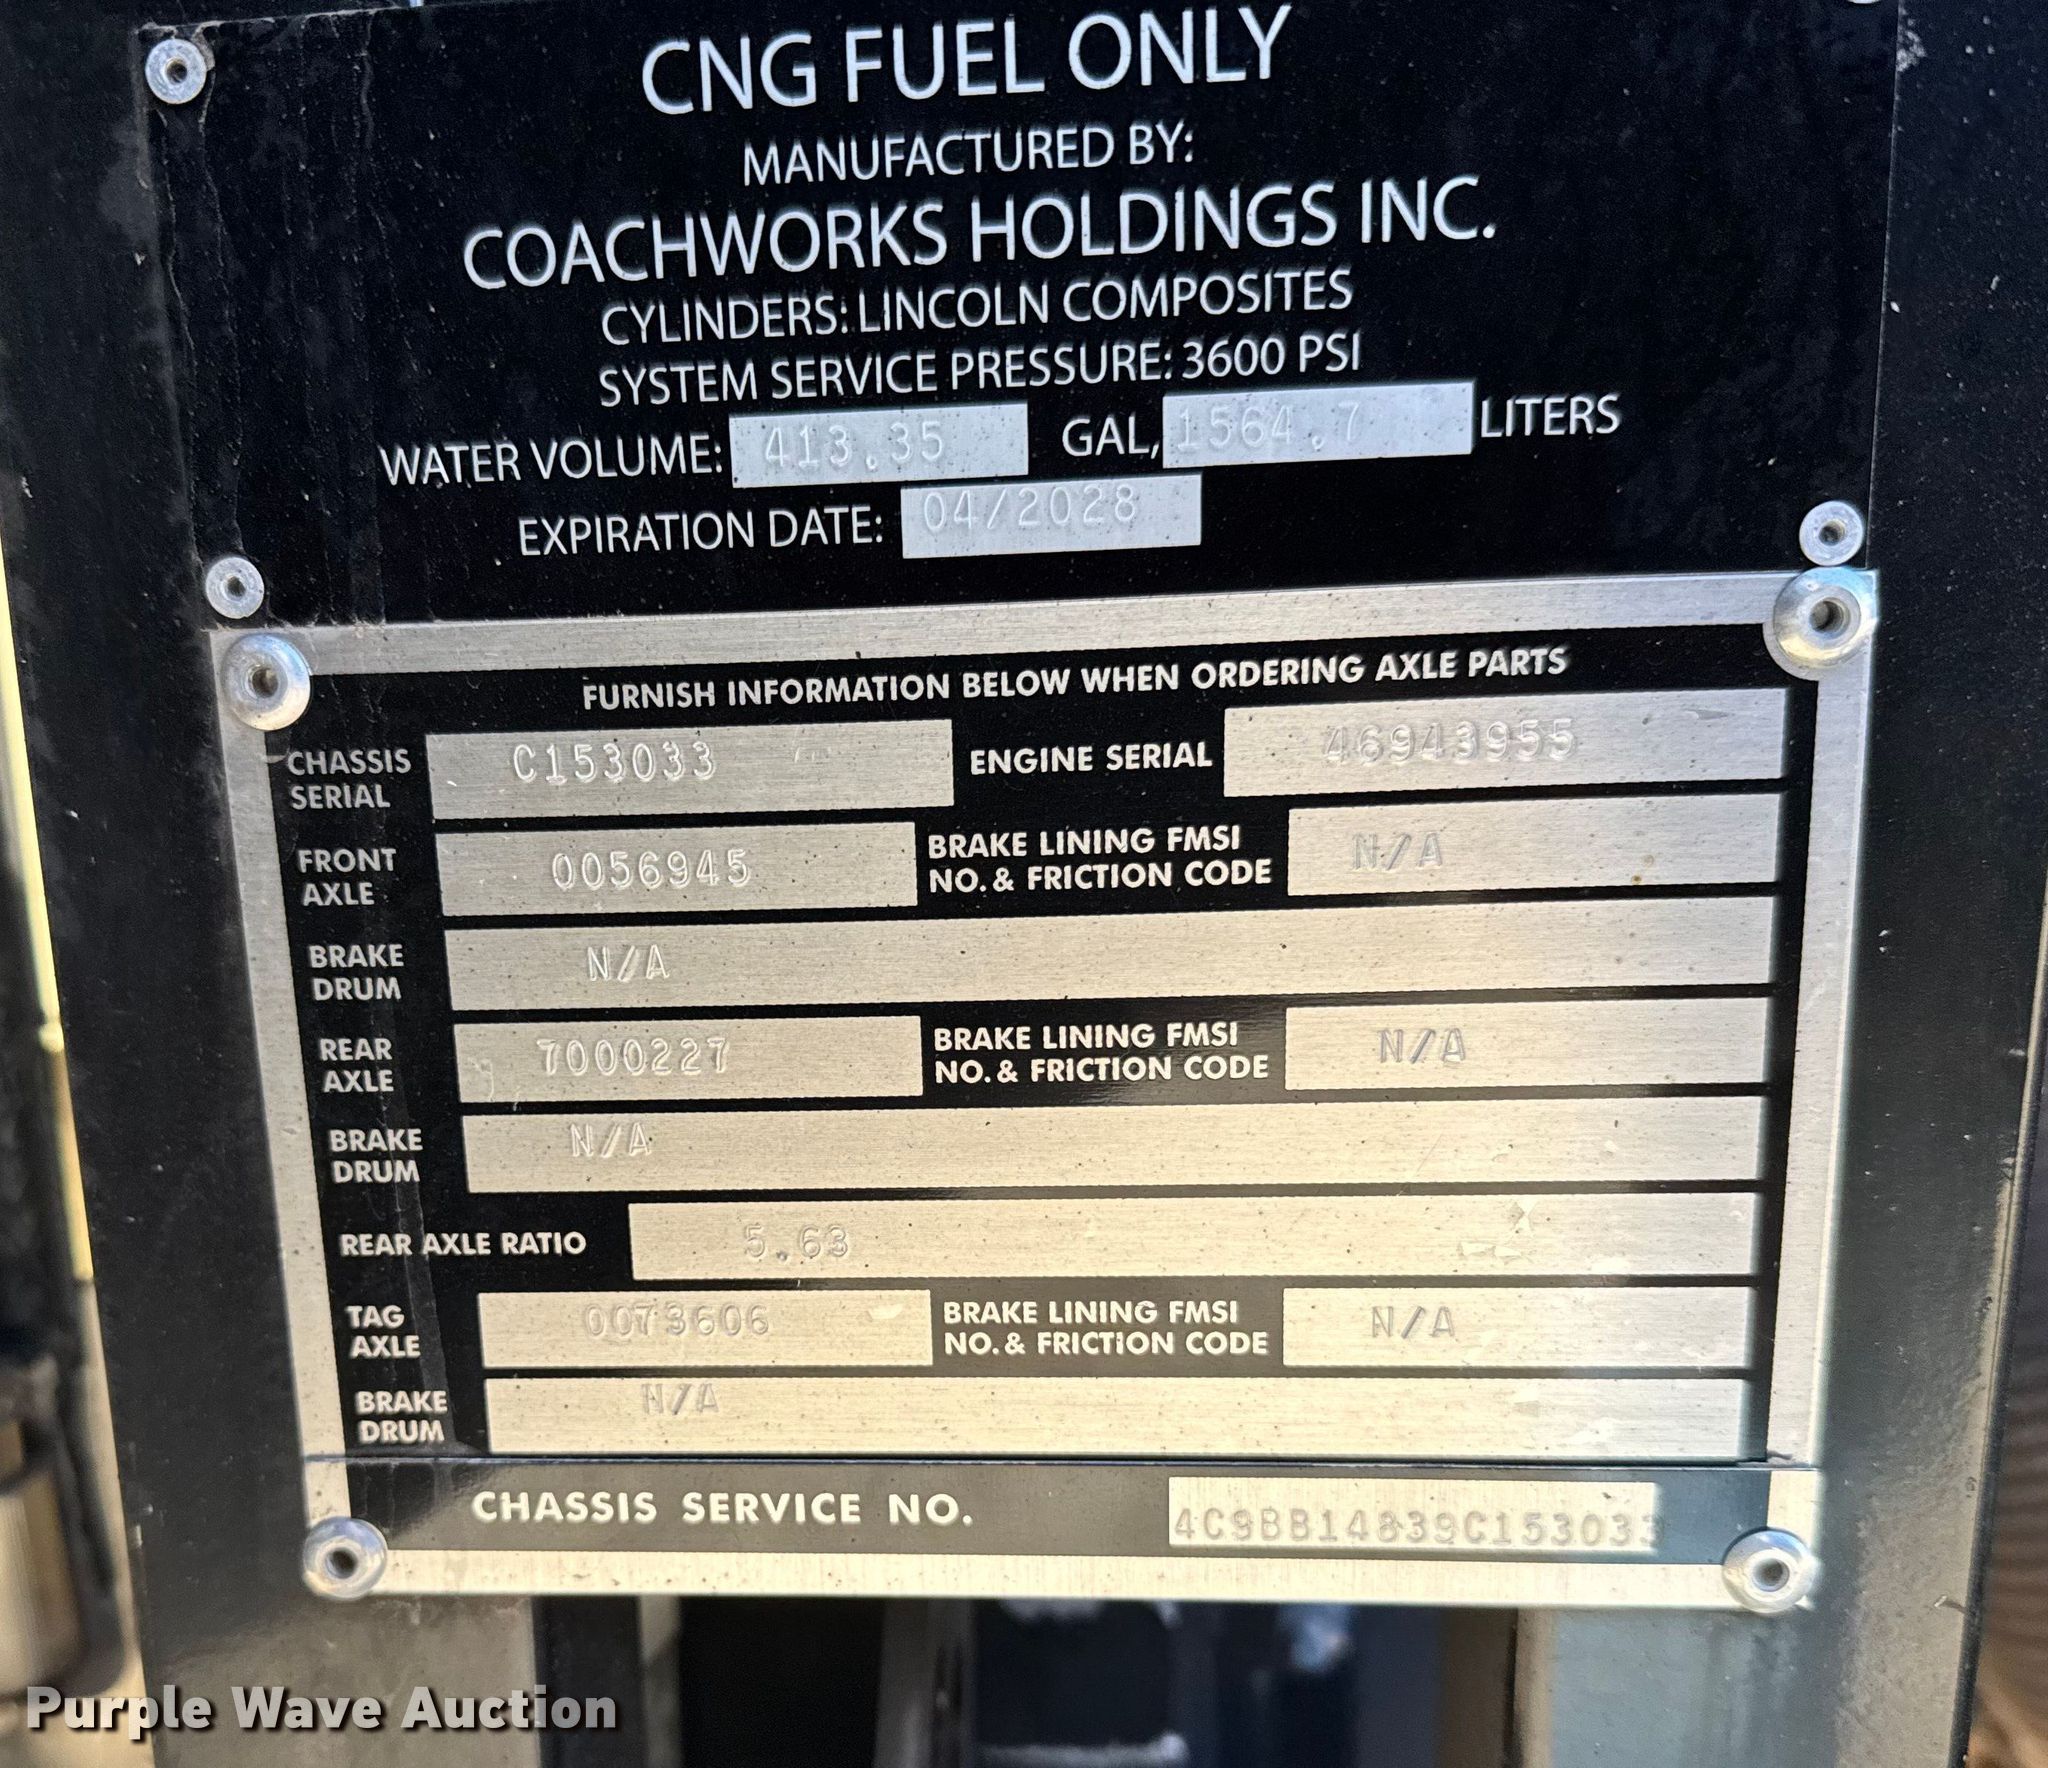 CNG FUEL ONLY
MANUFACTURED BY:
COACHWORKS HOLDINGS INC.
CYLINDERS: LINCOLN COMPOSITES
SYSTEM SERVICE PRESSURE: 3600 PSI
WATER VOLUME: 413.35 GAL, 1564.7 LITERS
EXPIRATION DATE: 04/2028
FURNISH INFORMATION BELOW WHEN ORDERING AXLE PARTS
CHASSIS SERIAL C153033 ENGINE SERIAL 46943955
FRONT AXLE 0056945 BRAKE LINING FMSI NO. & FRICTION CODE N/A
BRAKE DRUM N/A
REAR AXLE 7000227 BRAKE LINING FMSI NO. & FRICTION CODE N/A
BRAKE DRUM N/A
REAR AXLE RATIO 5.63
TAG AXLE 0073606 BRAKE LINING FMSI NO. & FRICTION CODE N/A
BRAKE DRUM N/A
CHASSIS SERVICE NO. 4C9BB14839C153033
Purple Wave Auction